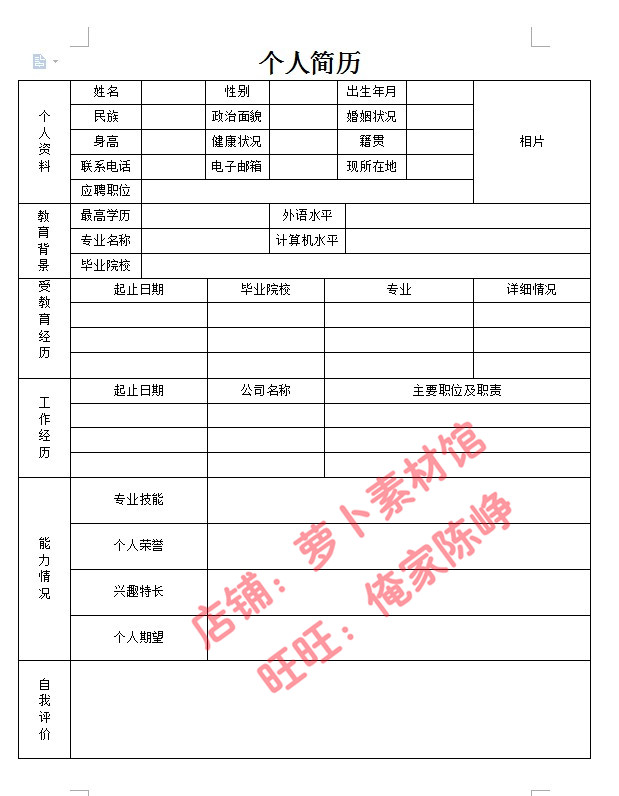 个人简历
个人资料
姓名 性别 出生年月
民族 政治面貌 婚姻状况
身高 健康状况 籍贯
相片
联系电话 电子邮箱 现所在地
应聘职位
教育背景
最高学历 外语水平
专业名称 计算机水平
毕业院校
受教育经历
起止日期 毕业院校 专业 详细情况
工作经历
起止日期 公司名称 主要职位及职责
能力情况
专业技能
个人荣誉
兴趣特长
个人期望
自我评价
店铺：萝卜素材馆
旺旺：俺家陈峥